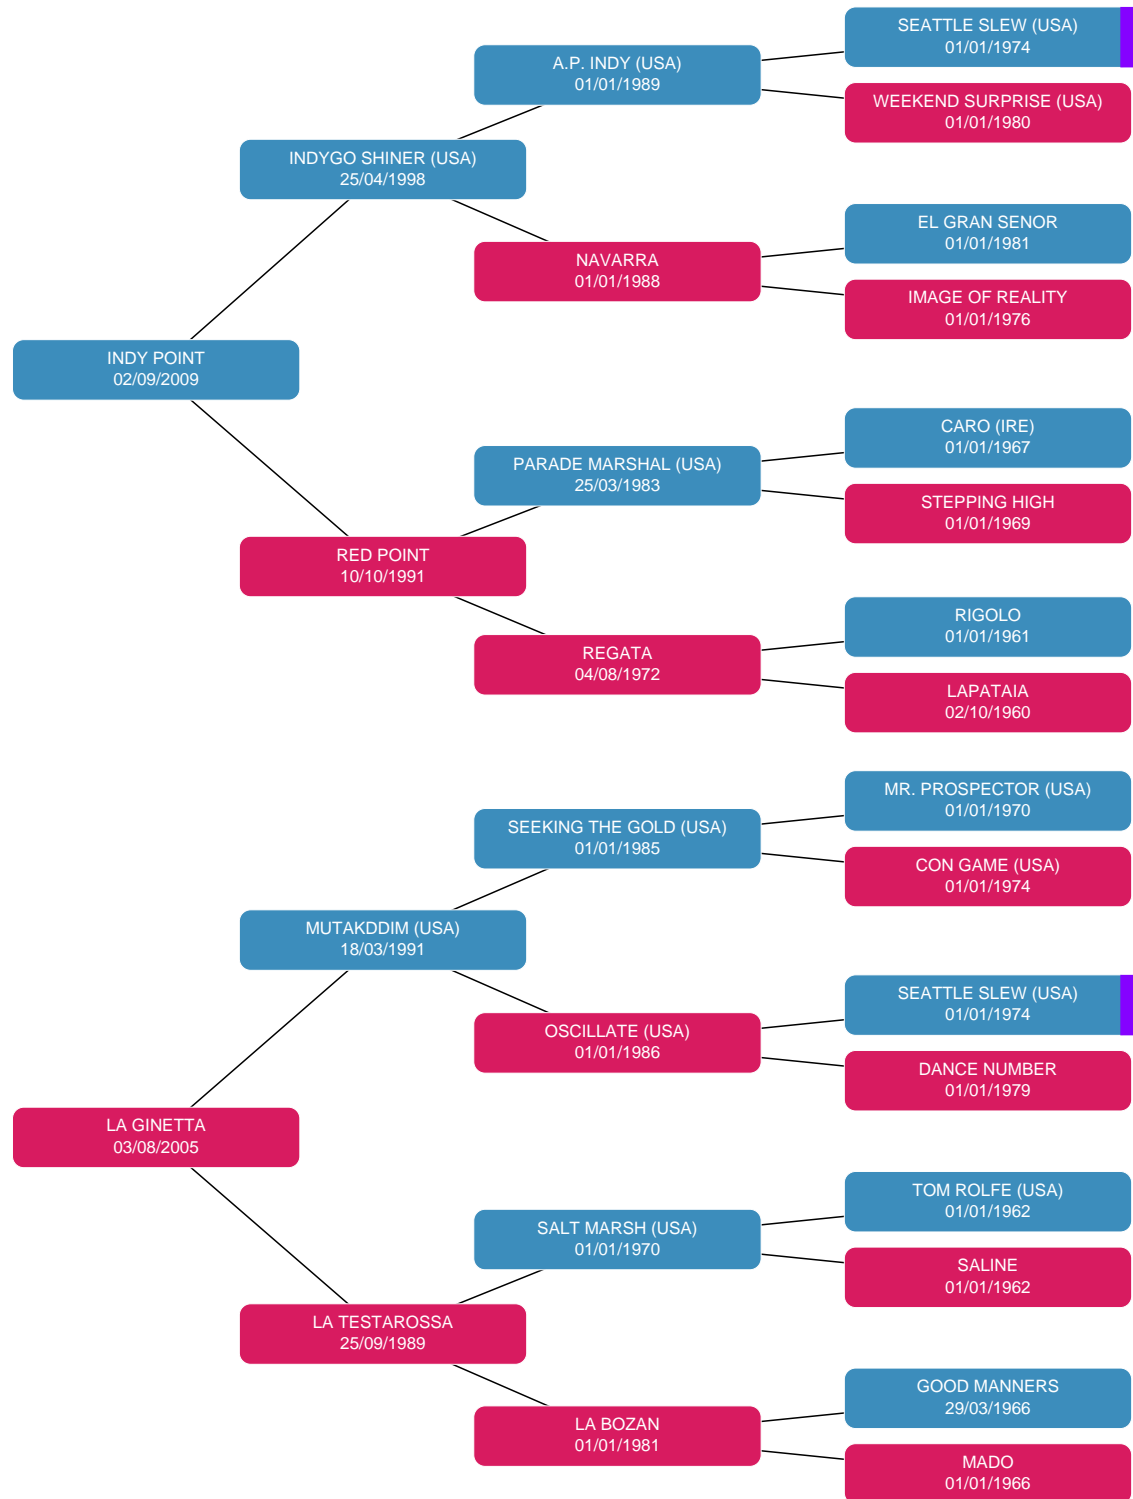 SEATTLE SLEW (USA)
01/01/1974
A.P. INDY (USA)
01/01/1989
WEEKEND SURPRISE (USA)
01/01/1980
INDYGO SHINER (USA)
25/04/1998
EL GRAN SENOR
01/01/1981
NAVARRA
01/01/1988
IMAGE OF REALITY
01/01/1976
INDY POINT
02/09/2009
CARO (IRE)
01/01/1967
PARADE MARSHAL (USA)
25/03/1983
STEPPING HIGH
01/01/1969
RED POINT
10/10/1991
RIGOLO
01/01/1961
REGATA
04/08/1972
LAPATAIA
02/10/1960
MR. PROSPECTOR (USA)
01/01/1970
SEEKING THE GOLD (USA)
01/01/1985
CON GAME (USA)
01/01/1974
MUTAKDDIM (USA)
18/03/1991
SEATTLE SLEW (USA)
01/01/1974
OSCILLATE (USA)
01/01/1986
DANCE NUMBER
01/01/1979
LA GINETTA
03/08/2005
TOM ROLFE (USA)
01/01/1962
SALT MARSH (USA)
01/01/1970
SALINE
01/01/1962
LA TESTAROSSA
25/09/1989
GOOD MANNERS
29/03/1966
LA BOZAN
01/01/1981
MADO
01/01/1966